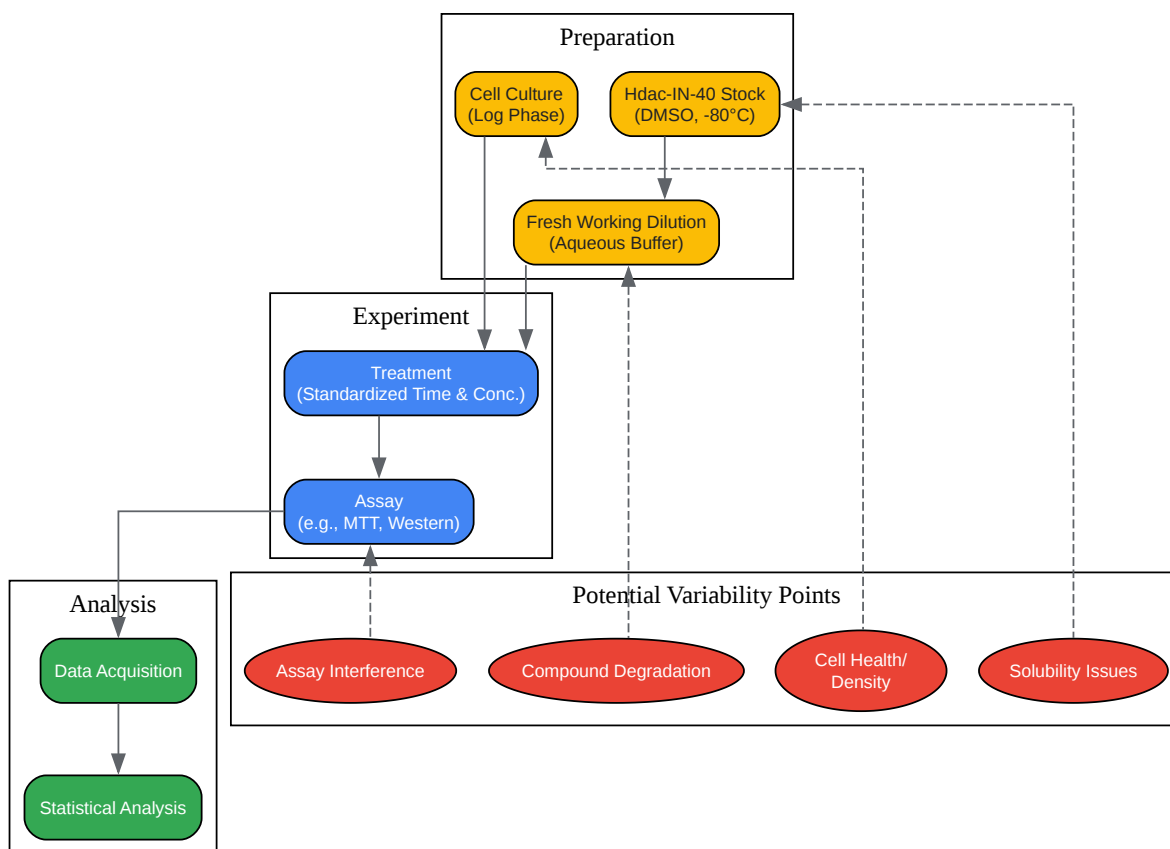 Preparation
Cell Culture
(Log Phase)
Hdac-IN-40 Stock
(DMSO, -80°C)
Fresh Working Dilution
(Aqueous Buffer)
Experiment
Treatment
(Standardized Time & Conc.)
Assay
(e.g., MTT, Western)
Analysis
Data Acquisition
Statistical Analysis
Potential Variability Points
Assay Interference
Compound Degradation
Cell Health/
Density
Solubility Issues